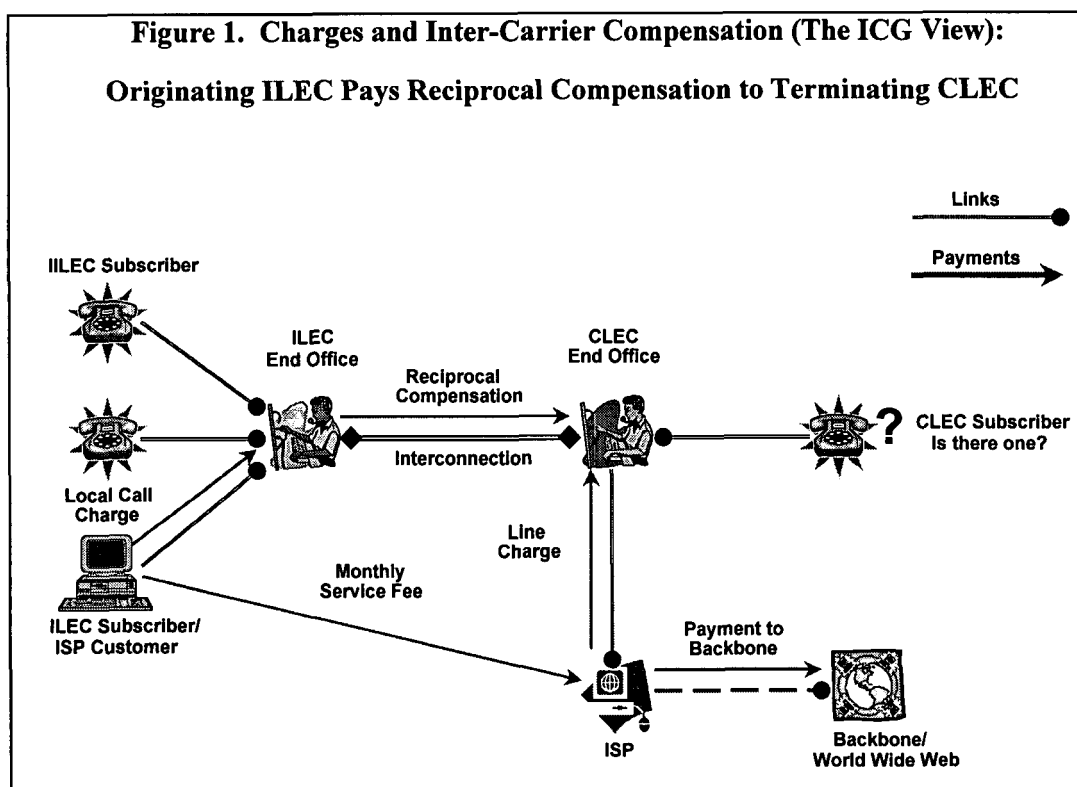 Figure 1. Charges and Inter-Carrier Compensation (The ICG View):
Originating ILEC Pays Reciprocal Compensation to Terminating CLEC
Links
Payments
IILEC Subscriber
ILEC
End Office
CLEC
End Office
Reciprocal
Compensation
Interconnection
?
CLEC Subscriber
Is there one?
Local Call
Charge
Line
Charge
Monthly
Service Fee
ILEC Subscriber/
ISP Customer
Payment to
Backbone
ISP
Backbone/
World Wide Web